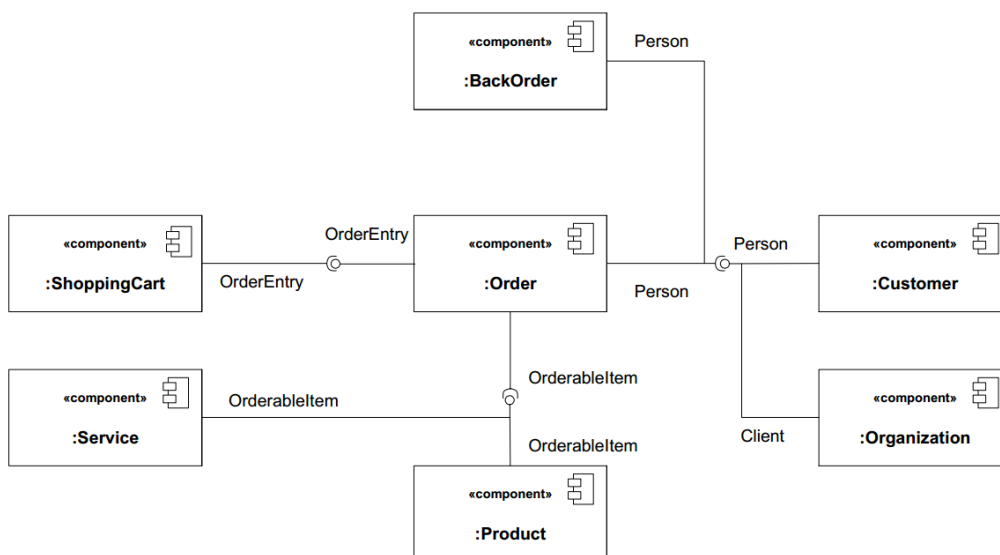 «component»
:BackOrder
Person
«component»
:ShoppingCart
OrderEntry
OrderEntry
«component»
:Order
Person
Person
«component»
:Customer
«component»
:Service
OrderableItem
OrderableItem
OrderableItem
«component»
:Product
Client
«component»
:Organization